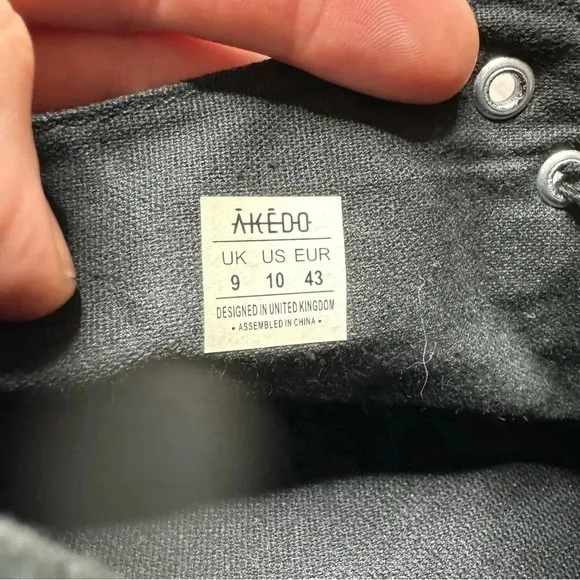 ĀKĒDO
UK US EUR
9 10 43
DESIGNED IN UNITED KINGDOM
• ASSEMBLED IN CHINA •